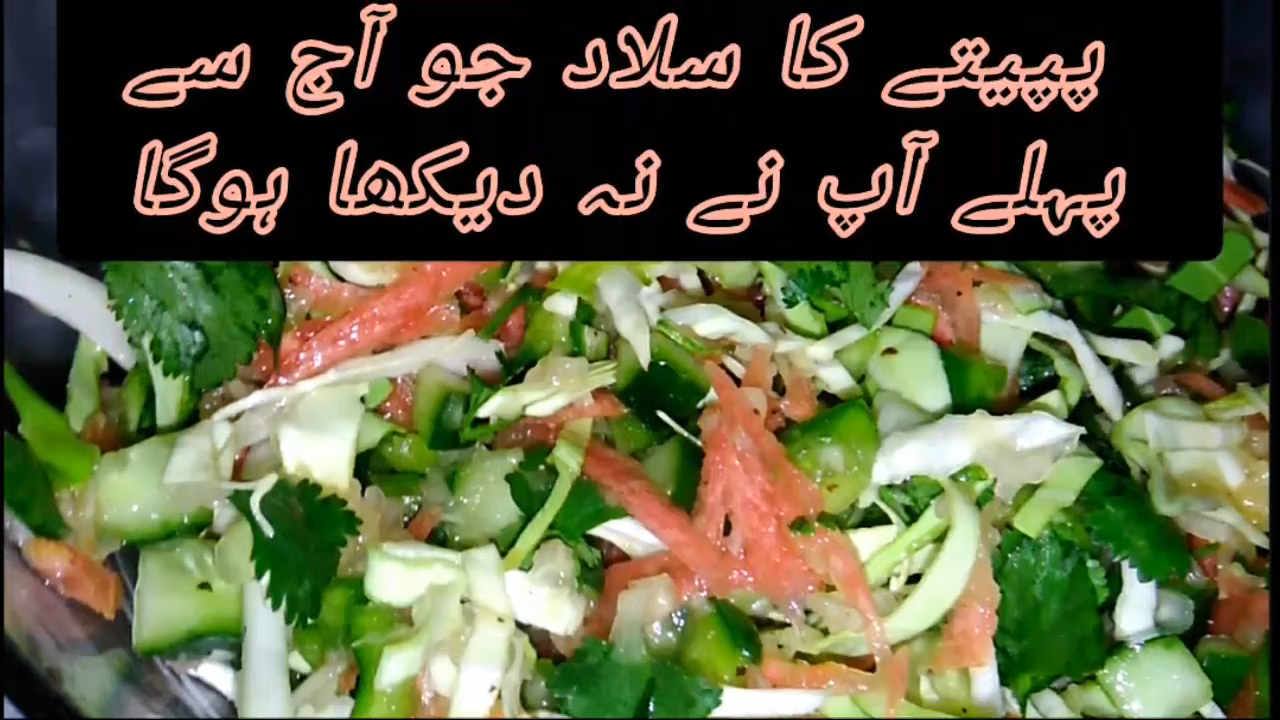 پپیتے کا سلاد جو آج سے
پہلے آپ نے نہ دیکھا ہوگا